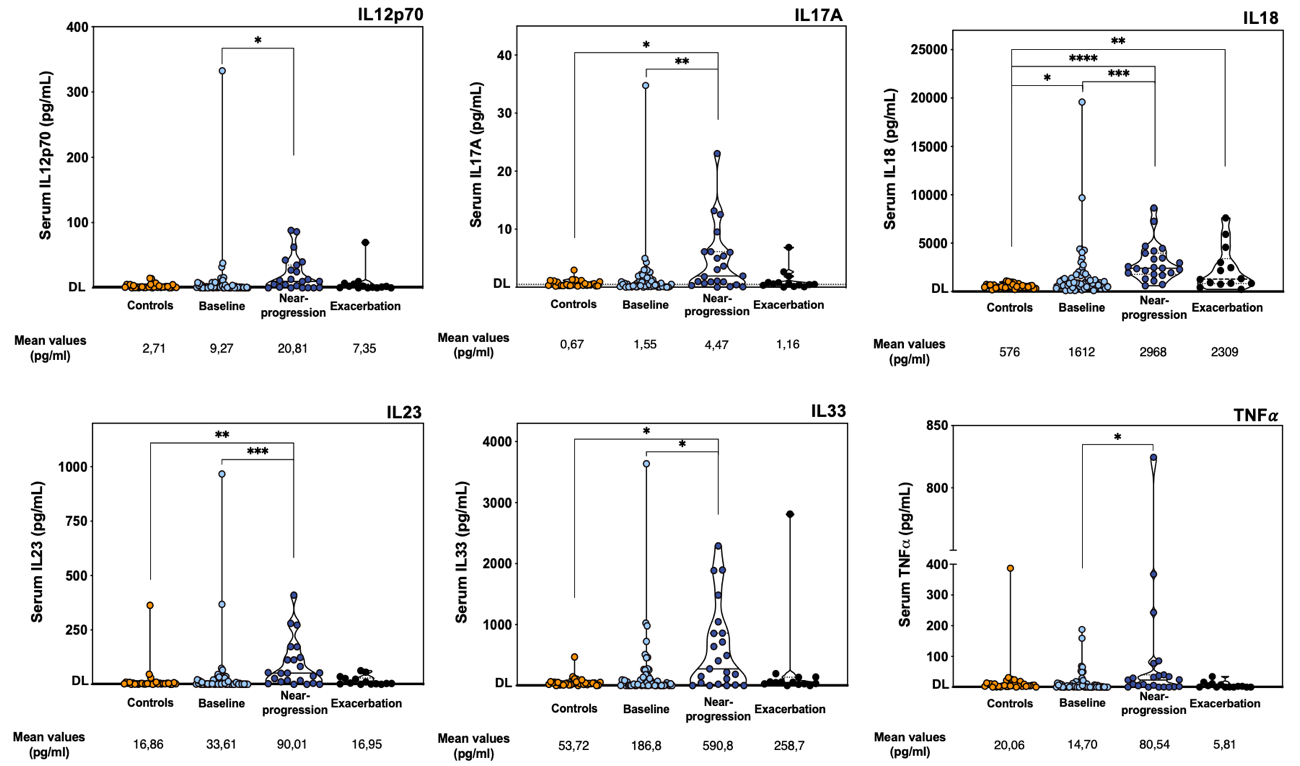 IL12p70
400
300
200
100
DL
Serum IL12p70 (pg/mL)
*
Controls Baseline Near-progression Exacerbation
Mean values (pg/ml) 2,71 9,27 20,81 7,35
IL17A
40
30
20
10
DL
Serum IL17A (pg/mL)
*
**
Controls Baseline Near-progression Exacerbation
Mean values (pg/ml) 0,67 1,55 4,47 1,16
IL18
25000
20000
15000
10000
5000
DL
Serum IL18 (pg/mL)
**
****
* ***
Controls Baseline Near-progression Exacerbation
Mean values (pg/ml) 576 1612 2968 2309
IL23
1000
750
500
250
DL
Serum IL23 (pg/mL)
**
***
Controls Baseline Near-progression Exacerbation
Mean values (pg/ml) 16,86 33,61 90,01 16,95
IL33
4000
3000
2000
1000
DL
Serum IL33 (pg/mL)
*
*
Controls Baseline Near-progression Exacerbation
Mean values (pg/ml) 53,72 186,8 590,8 258,7
TNFα
850
800
400
300
200
100
DL
Serum TNFα (pg/mL)
*
Controls Baseline Near-progression Exacerbation
Mean values (pg/ml) 20,06 14,70 80,54 5,81